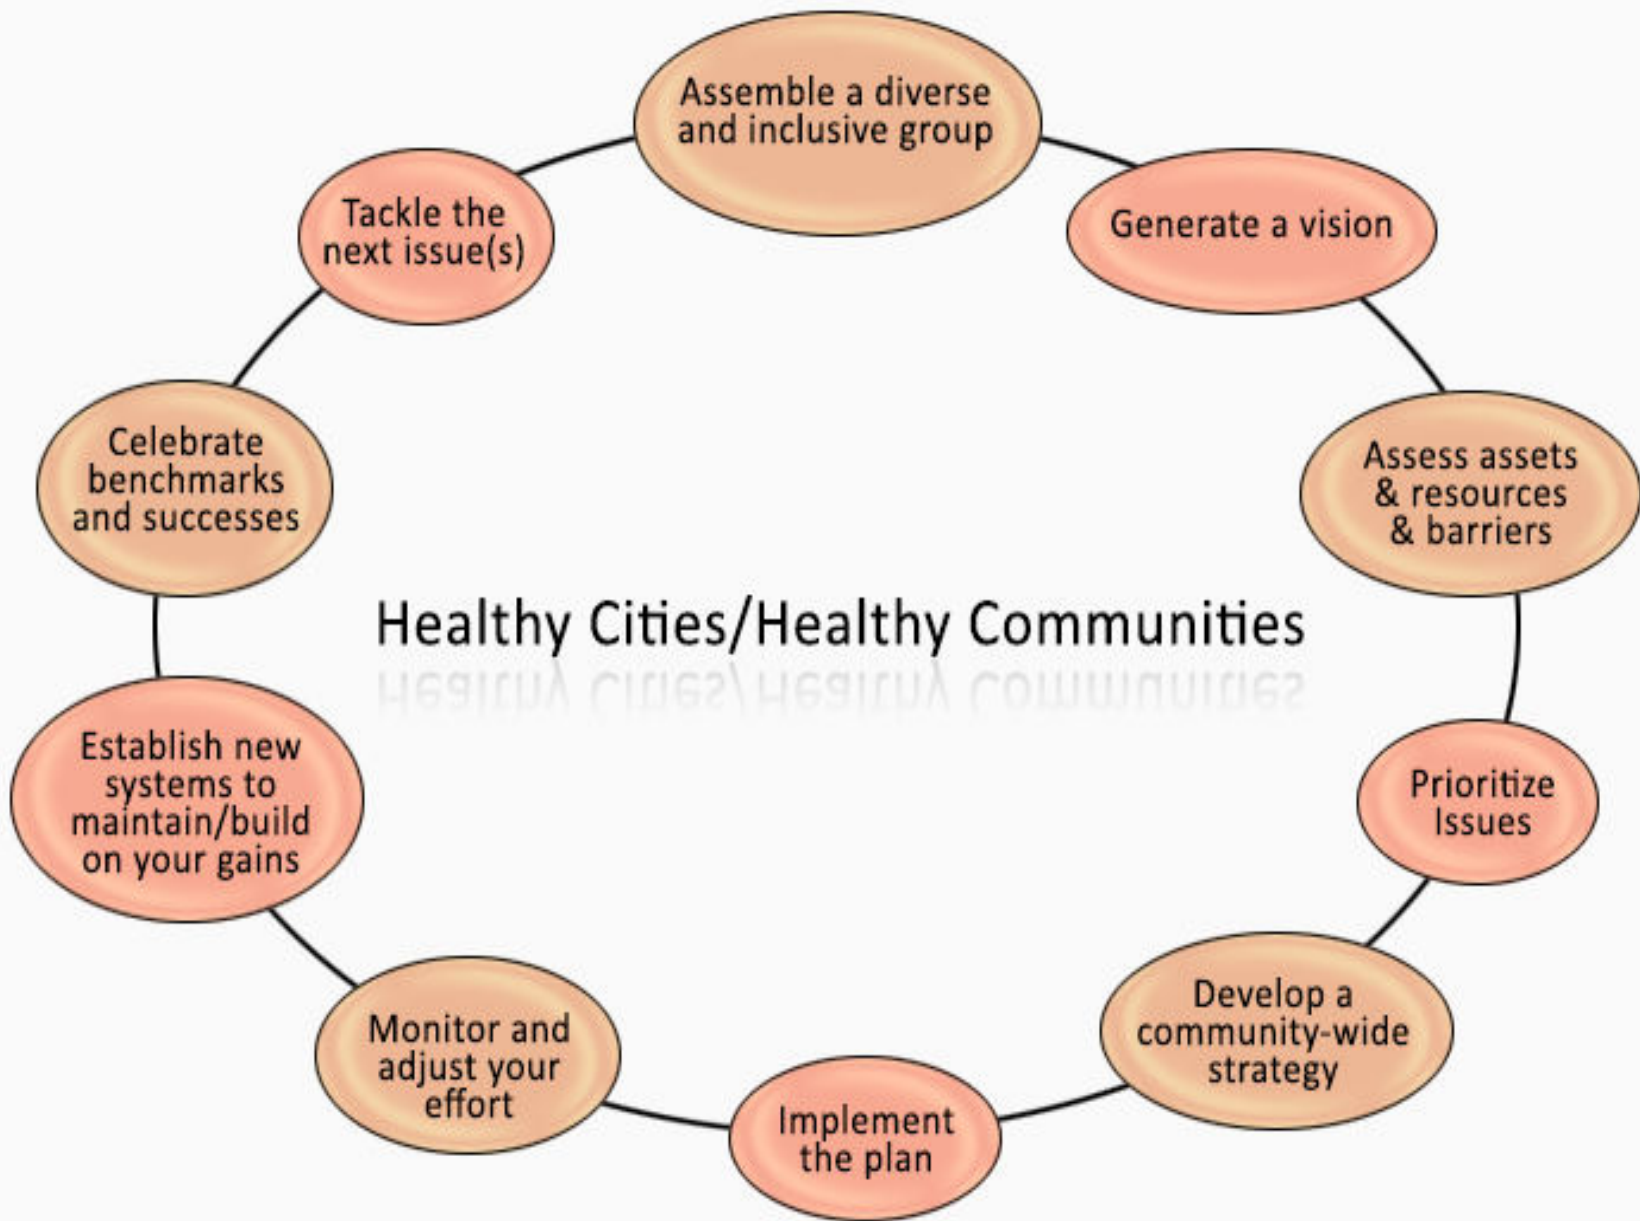 Assemble a diverse
and inclusive group
Generate a vision
Assess assets
& resources
& barriers
Prioritize
Issues
Develop a
community-wide
strategy
Implement
the plan
Monitor and
adjust your
effort
Establish new
systems to
maintain/build
on your gains
Celebrate
benchmarks
and successes
Tackle the
next issue(s)
Healthy Cities/Healthy Communities